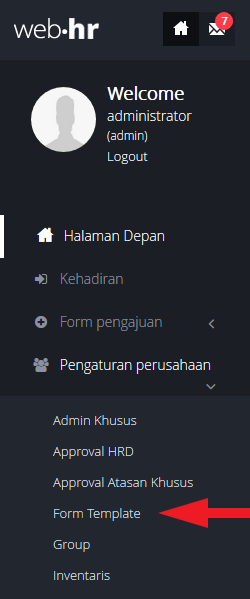 web·hr
7
Welcome
administrator
(admin)
Logout
Halaman Depan
Kehadiran
Form pengajuan
Pengaturan perusahaan
Admin Khusus
Approval HRD
Approval Atasan Khusus
Form Template
Group
Inventaris